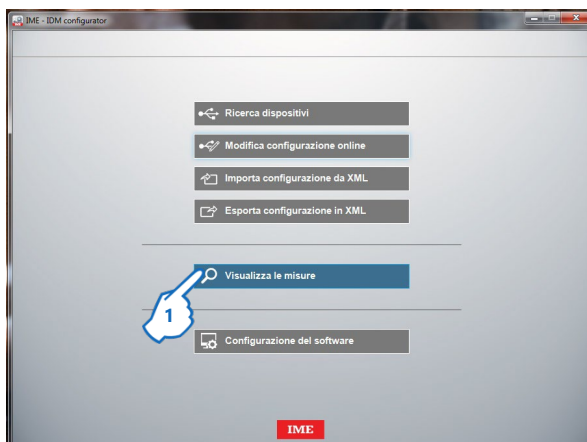 IME - IDM configurator
Ricerca dispositivi
Modifica configurazione online
Importa configurazione da XML
Esporta configurazione in XML
Visualizza le misure
1
Configurazione del software
IME